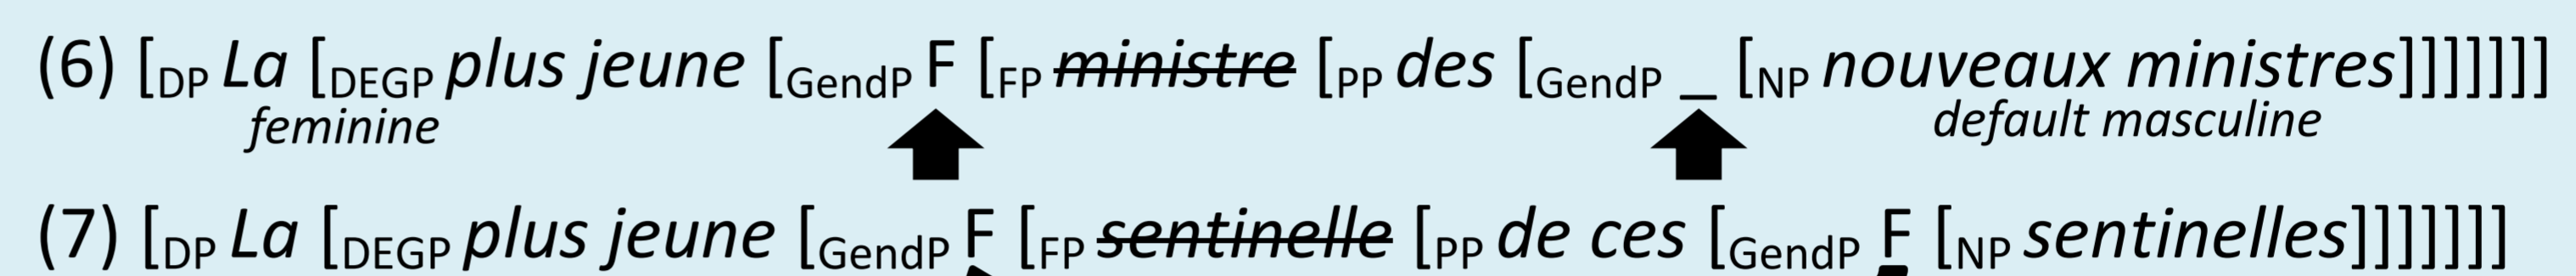 (6) [DP La [DEGP plus jeune [GendP F [FP ministre [PP des [GendP _ [NP nouveaux ministres]]]]]]]
feminine default masculine
(7) [DP La [DEGP plus jeune [GendP F [FP sentinelle [PP de ces [GendP F [NP sentinelles]]]]]]]